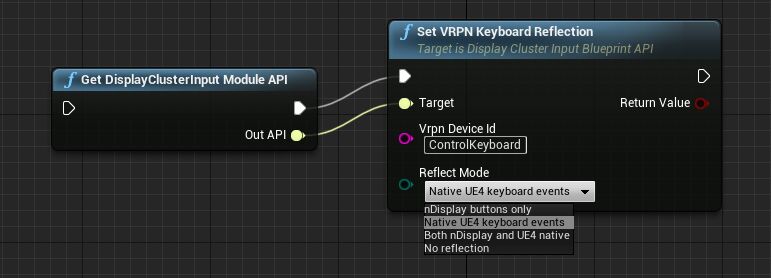 Get DisplayClusterInput Module API
Out API
Set VRPN Keyboard Reflection
Target is Display Cluster Input Blueprint API
Target
Return Value
Vrpn Device Id
ControlKeyboard
Reflect Mode
Native UE4 keyboard events
nDisplay buttons only
Native UE4 keyboard events
Both nDisplay and UE4 native
No reflection